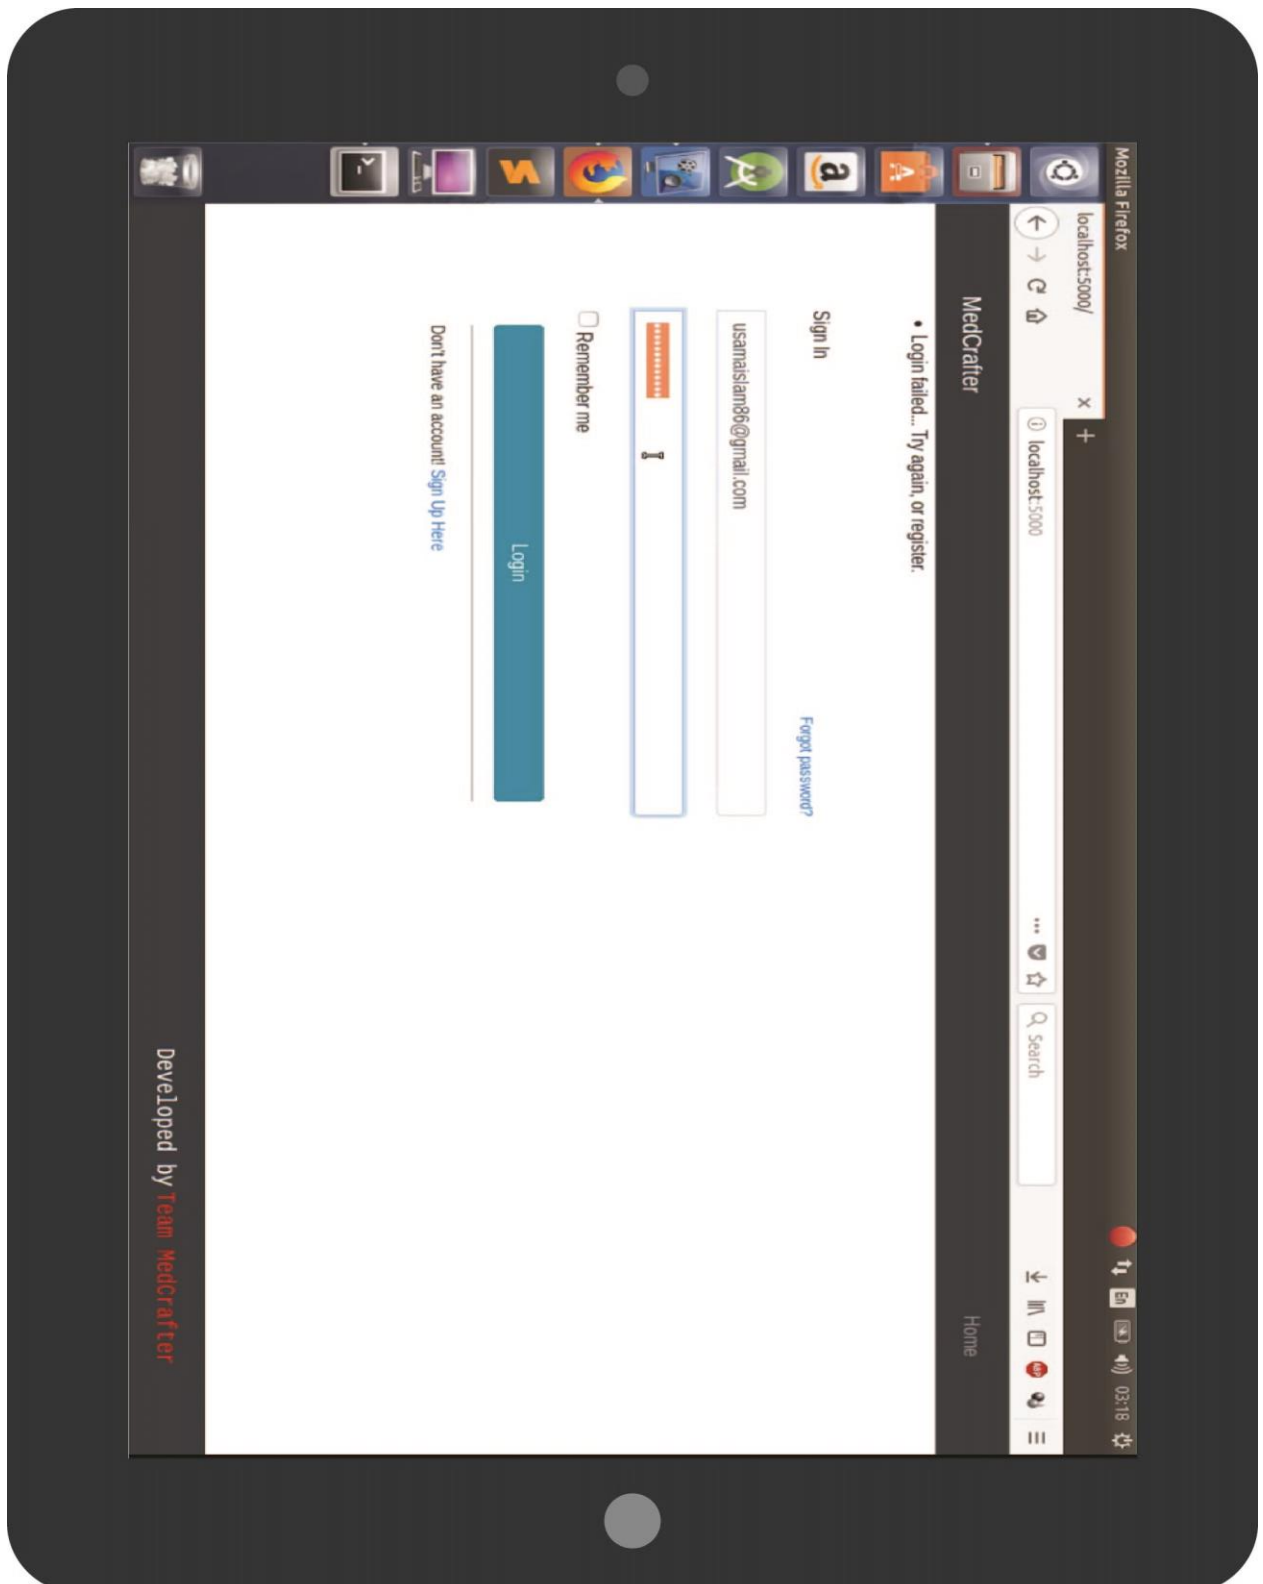 Mozilla Firefox
En
03:18
localhost:5000/
localhost:5000
Search
ABP
MedCrafter
Home
• Login failed... Try again, or register.
Sign In
Forgot password?
usamaislam86@gmail.com
Remember me
Login
Don't have an account! Sign Up Here
Developed by Team MedCrafter